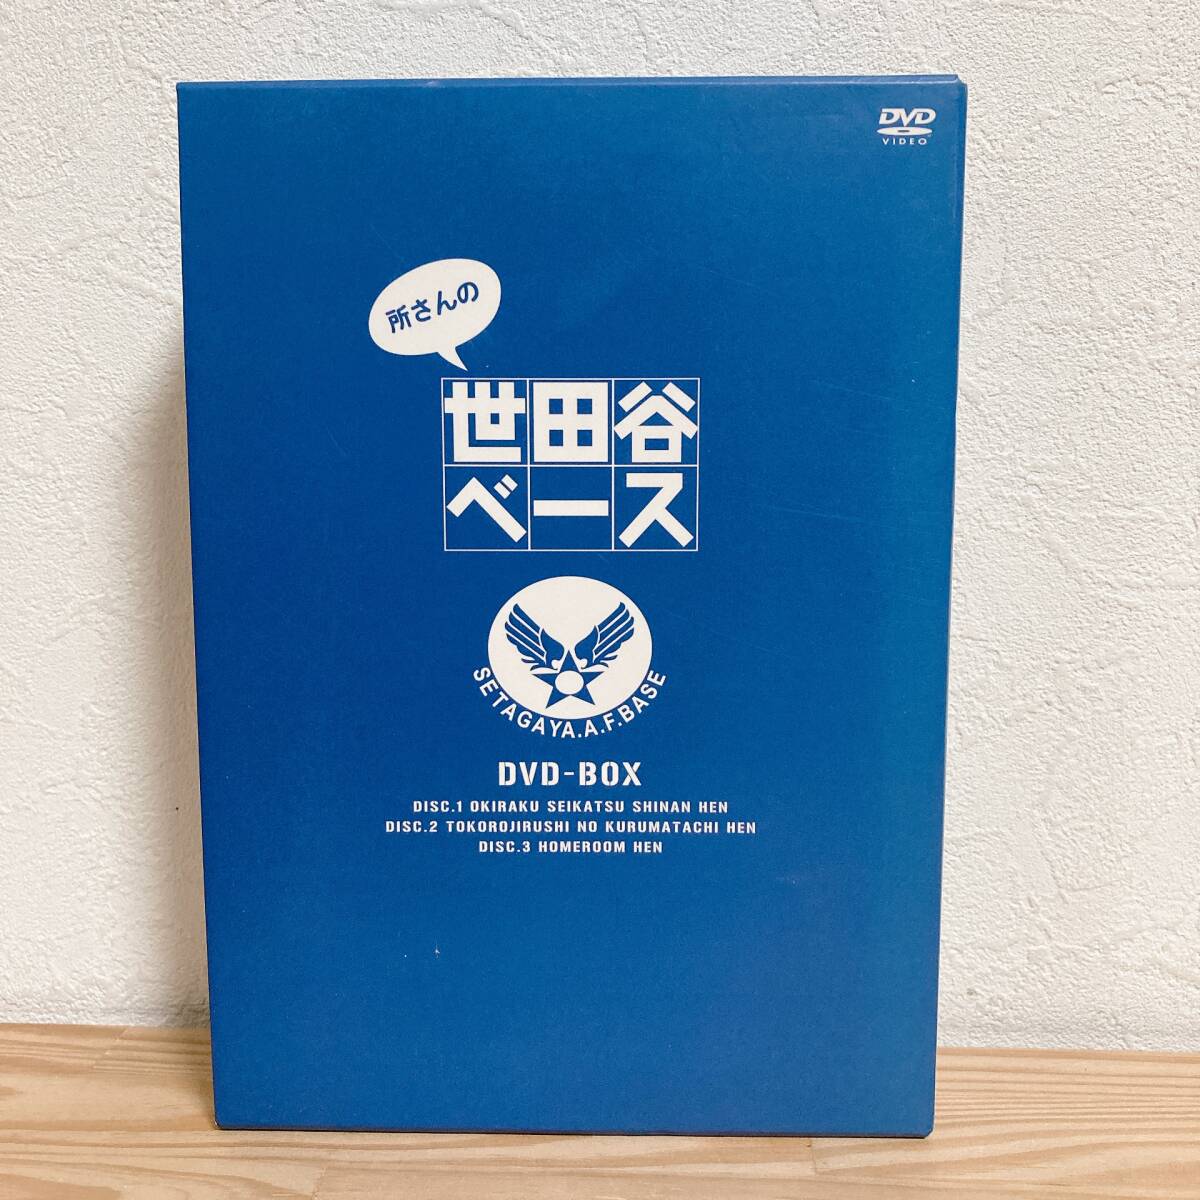 DVD
VIDEO
所さんの
世田谷
ベース
SETAGAYA.A.F.BASE
DVD-BOX
DISC.1 OKIRAKU SEIKATSU SHINAN HEN
DISC.2 TOKOROJIRUSHI NO KURUMATACHI HEN
DISC.3 HOMEROOM HEN